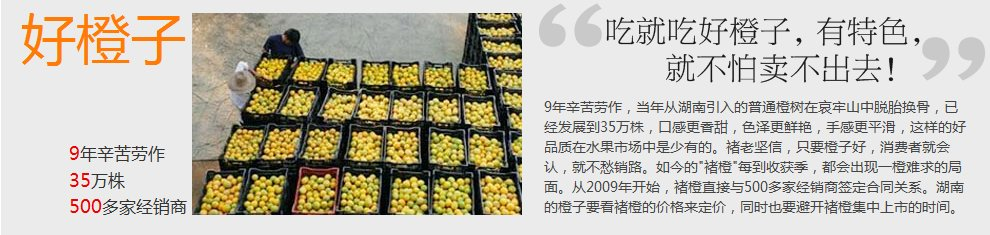 好橙子
9年辛苦劳作
35万株
500多家经销商
“吃就吃好橙子，有特色，
就不怕卖不出去！”
9年辛苦劳作，当年从湖南引入的普通橙树在哀牢山中脱胎换骨，已
经发展到35万株，口感更香甜，色泽更鲜艳，手感更平滑，这样的好
品质在水果市场中是少有的。褚老坚信，只要橙子好，消费者就会
认，就不愁销路。如今的"褚橙"每到收获季，都会出现一橙难求的局
面。从2009年开始，褚橙直接与500多家经销商签定合同关系。湖南
的橙子要看褚橙的价格来定价，同时也要避开褚橙集中上市的时间。